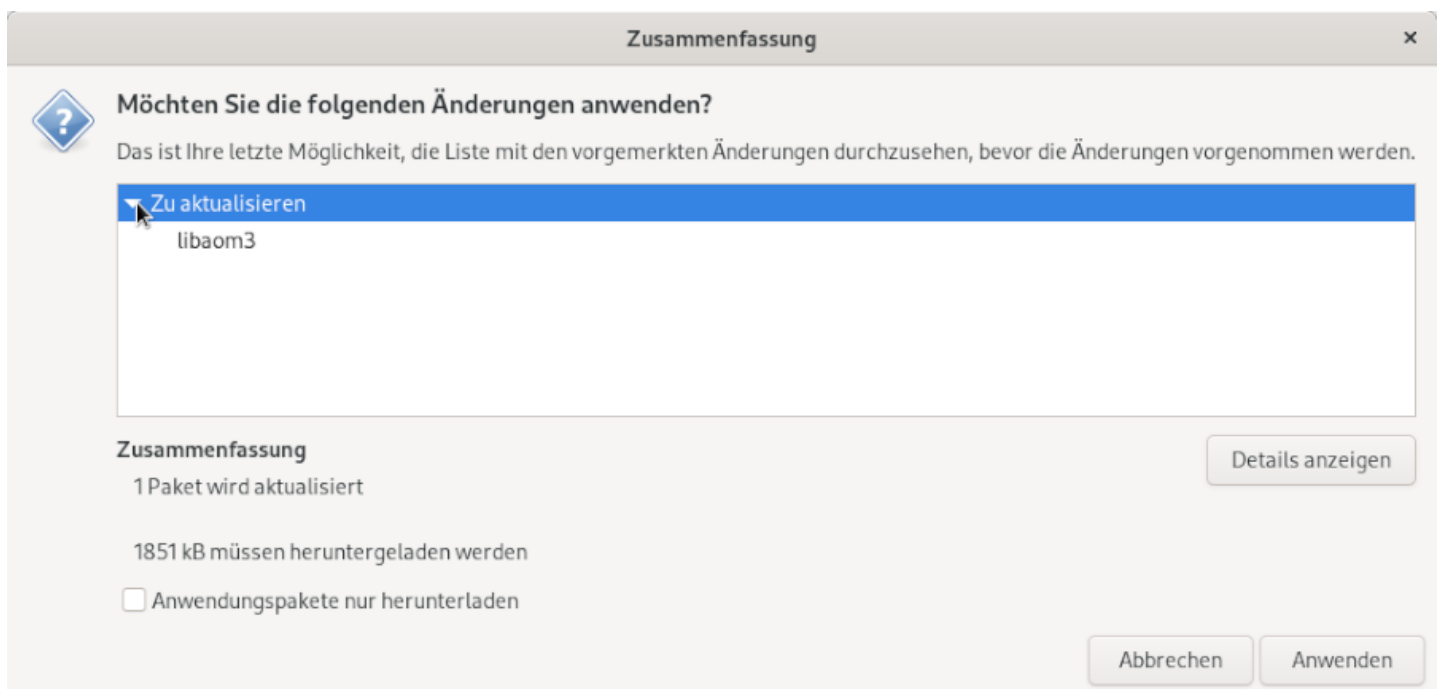 Zusammenfassung
Möchten Sie die folgenden Änderungen anwenden?
Das ist Ihre letzte Möglichkeit, die Liste mit den vorgemerkten Änderungen durchzusehen, bevor die Änderungen vorgenommen werden.
Zu aktualisieren
libaom3
Zusammenfassung
Details anzeigen
1 Paket wird aktualisiert
1851 kB müssen heruntergeladen werden
Anwendungspakete nur herunterladen
Abbrechen Anwenden